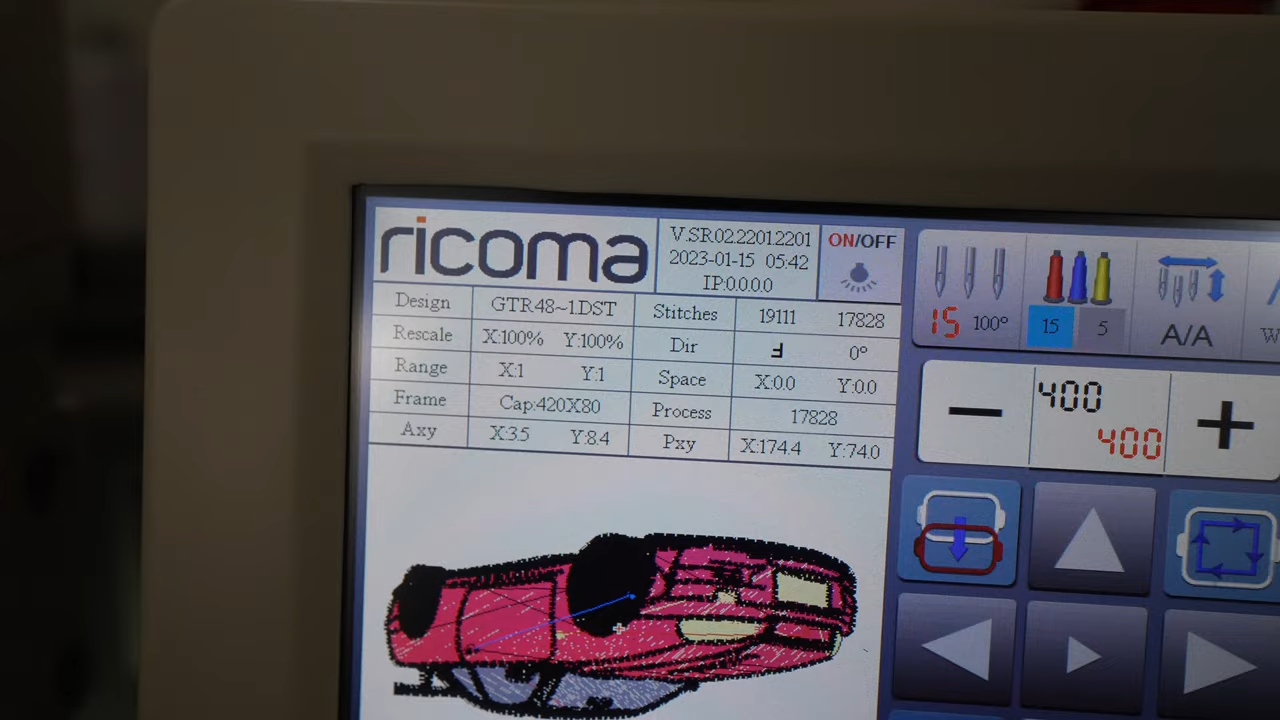 ricoma
V.SR02.22012201
2023-01-15 05:42
IP:0.0.0.0
ON/OFF
Design GTR48~1.DST Stitches 19111 17828
Rescale X:100% Y:100% Dir 0°
Range X:1 Y:1 Space X:0.0 Y:0.0
Frame Cap:420X80 Process 17828
Axy X:3.5 Y:8.4 Pxy X:174.4 Y:74.0
15 100°
15 5
A/A
400
400